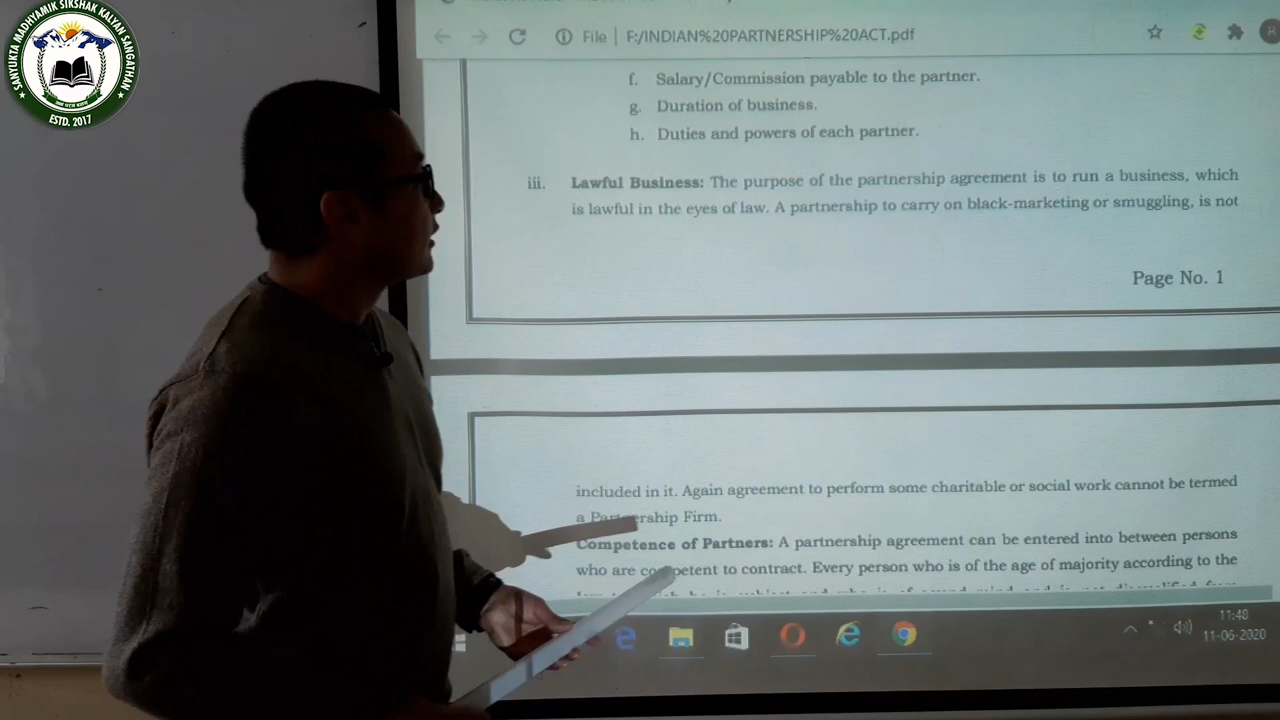 SANYUKTA MADHYAMIK SIKSHAK KALYAN SANGATHAN
ESTD. 2017
File | F:/INDIAN%20PARTNERSHIP%20ACT.pdf
f. Salary/Commission payable to the partner.
g. Duration of business.
h. Duties and powers of each partner.
iii. Lawful Business: The purpose of the partnership agreement is to run a business, which
is lawful in the eyes of law. A partnership to carry on black-marketing or smuggling, is not
Page No. 1
included in it. Again agreement to perform some charitable or social work cannot be termed
a Partnership Firm.
Competence of Partners: A partnership agreement can be entered into between persons
who are competent to contract. Every person who is of the age of majority according to the
11:48
11-06-2020